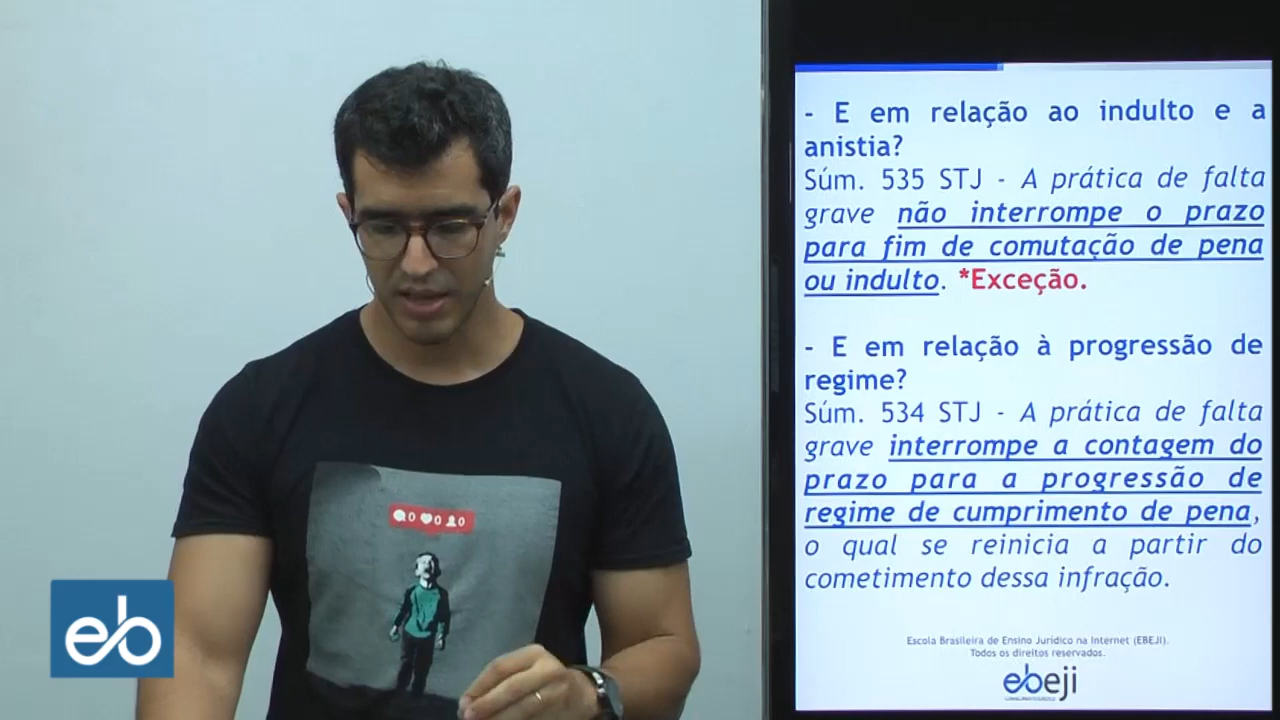 - E em relação ao indulto e a
anistia?
Súm. 535 STJ - A prática de falta
grave não interrompe o prazo
para fim de comutação de pena
ou indulto. *Exceção.
- E em relação à progressão de
regime?
Súm. 534 STJ - A prática de falta
grave interrompe a contagem do
prazo para a progressão de
regime de cumprimento de pena,
o qual se reinicia a partir do
cometimento dessa infração.
Escola Brasileira de Ensino Jurídico na Internet (EBEJI).
Todos os direitos reservados.
ebeji
0 0 0
eb